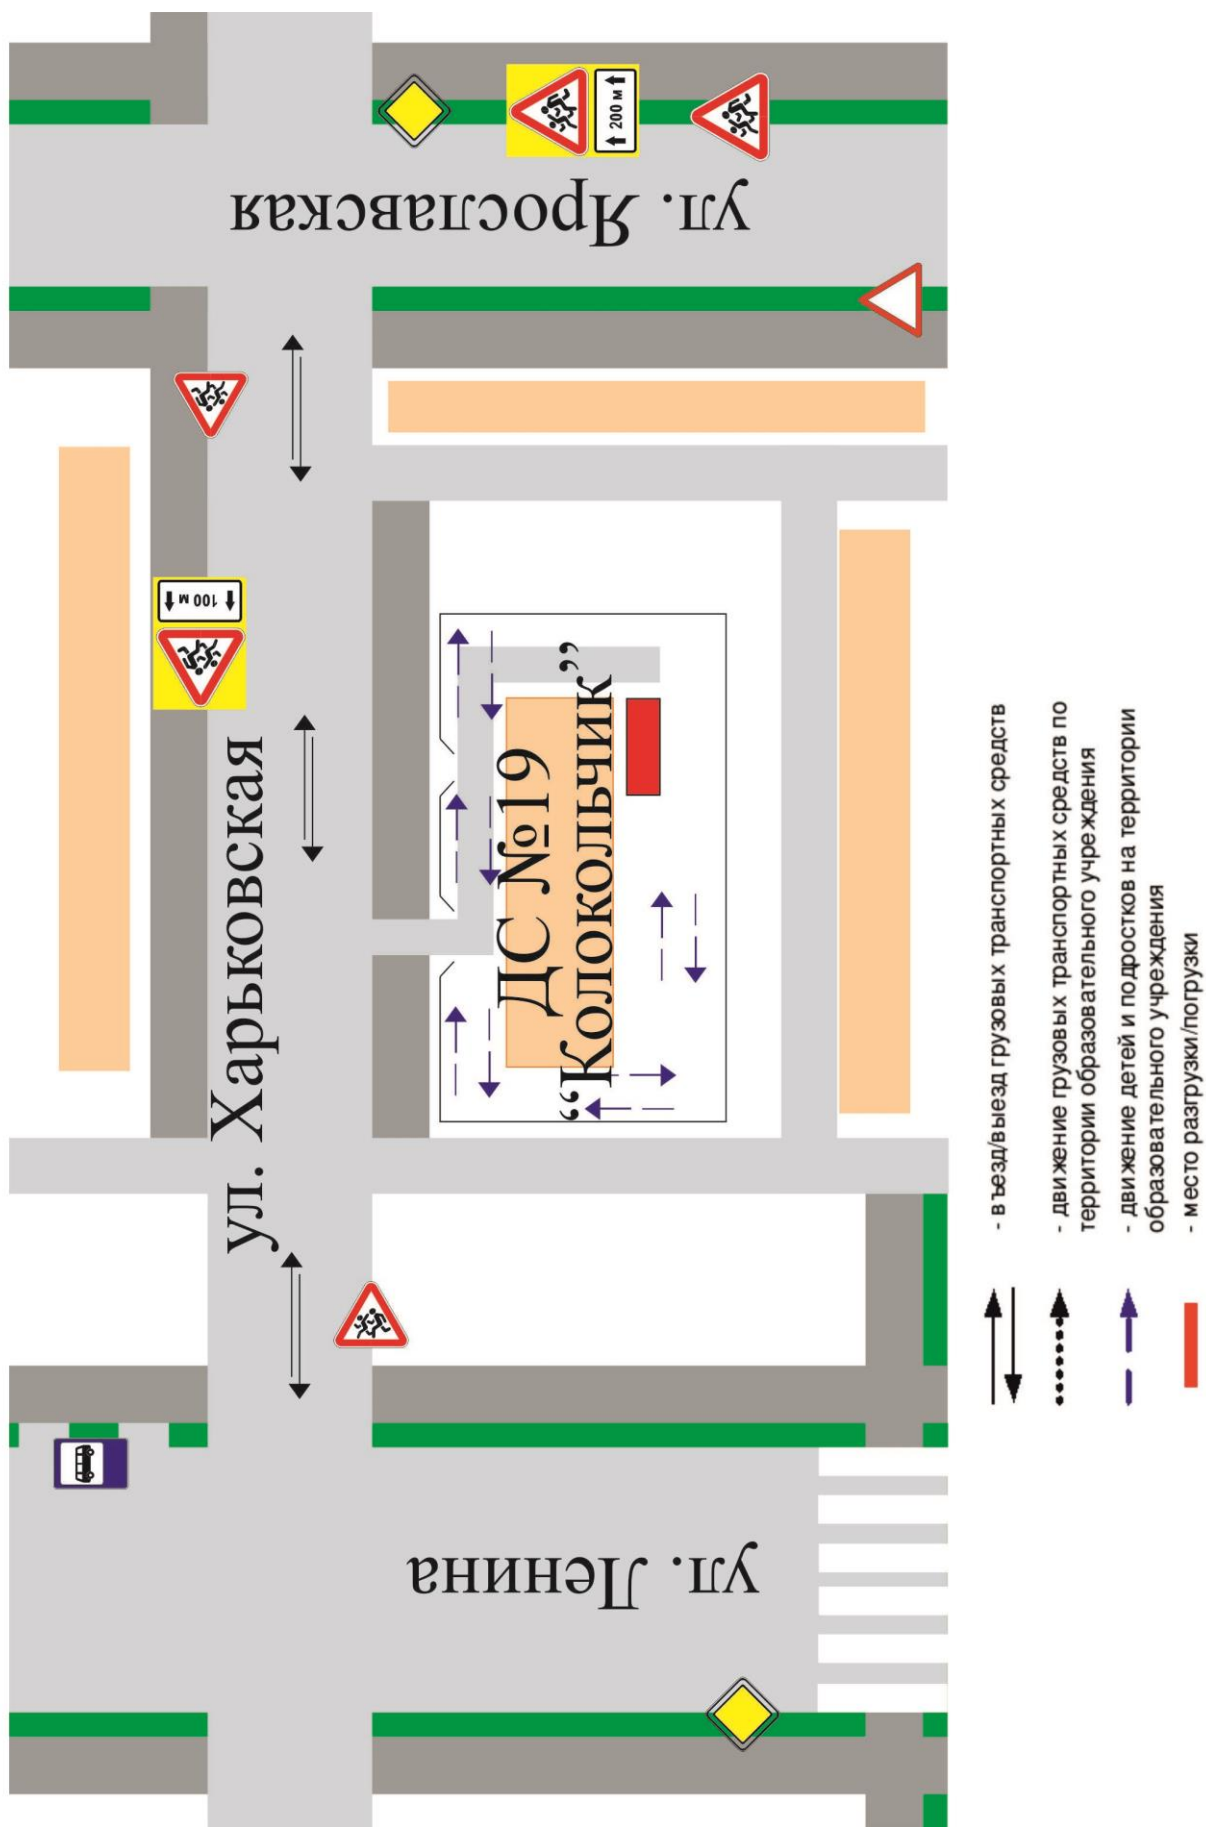 ул. Ярославская
200 м
100 м
ул. Харьковская
ДС №19
“Колокольчик”
ул. Ленина
- въезд/выезд грузовых транспортных средств
- движение грузовых транспортных средств по
территории образовательного учреждения
- движение детей и подростков на территории
образовательного учреждения
- место разгрузки/погрузки